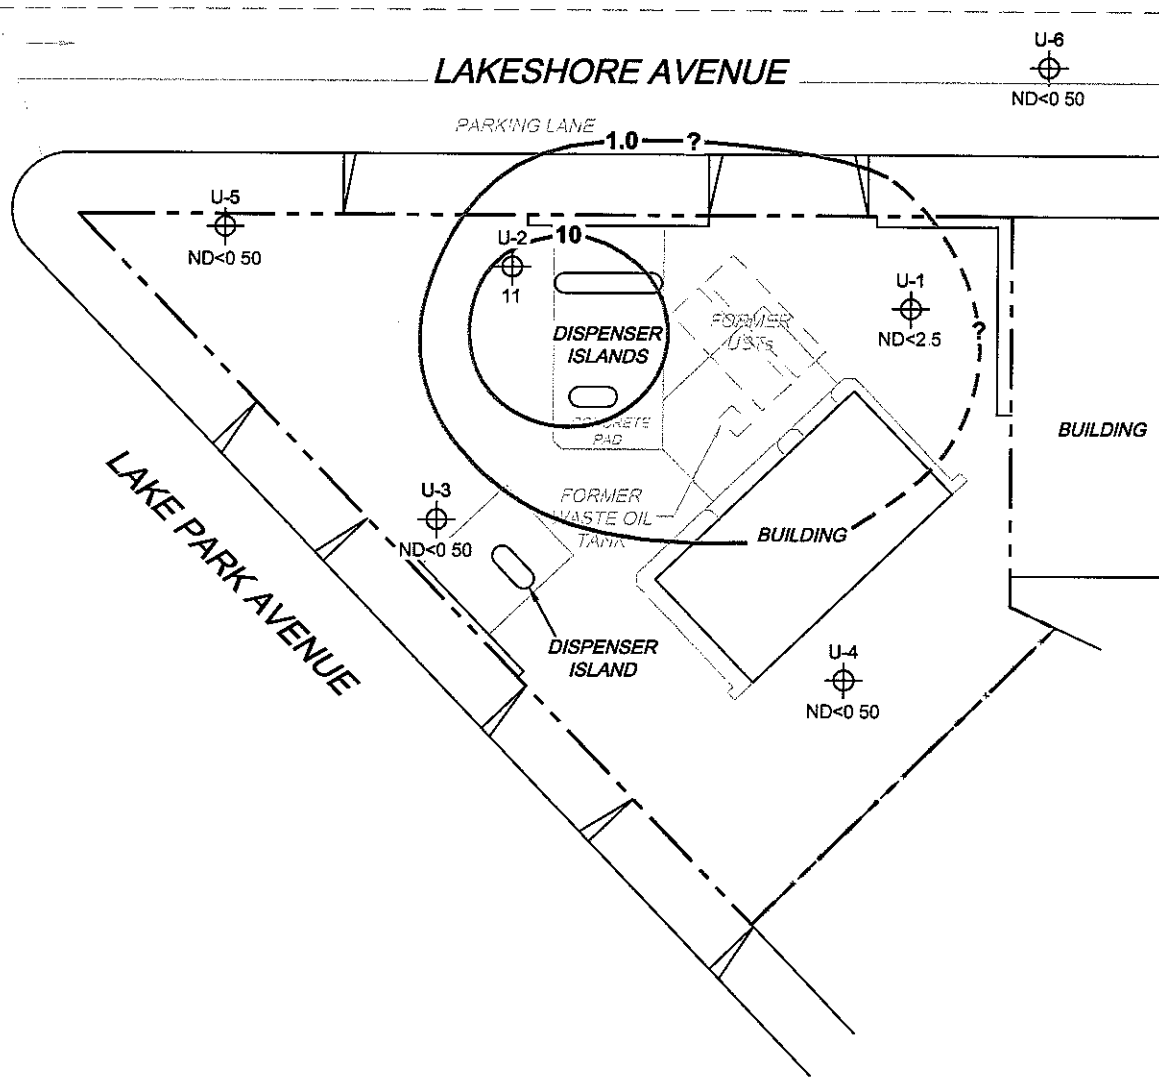 U-6
LAKESHORE AVENUE
ND<0 50
PARKING LANE
1.0
?
U-5
ND<0 50
U-2
10
11
U-1
ND<2.5
FORMER
USTs
DISPENSER
ISLANDS
?
CONCRETE
PAD
BUILDING
LAKE PARK AVENUE
U-3
ND<0 50
FORMER
WASTE OIL
TANK
BUILDING
DISPENSER
ISLAND
U-4
ND<0 50